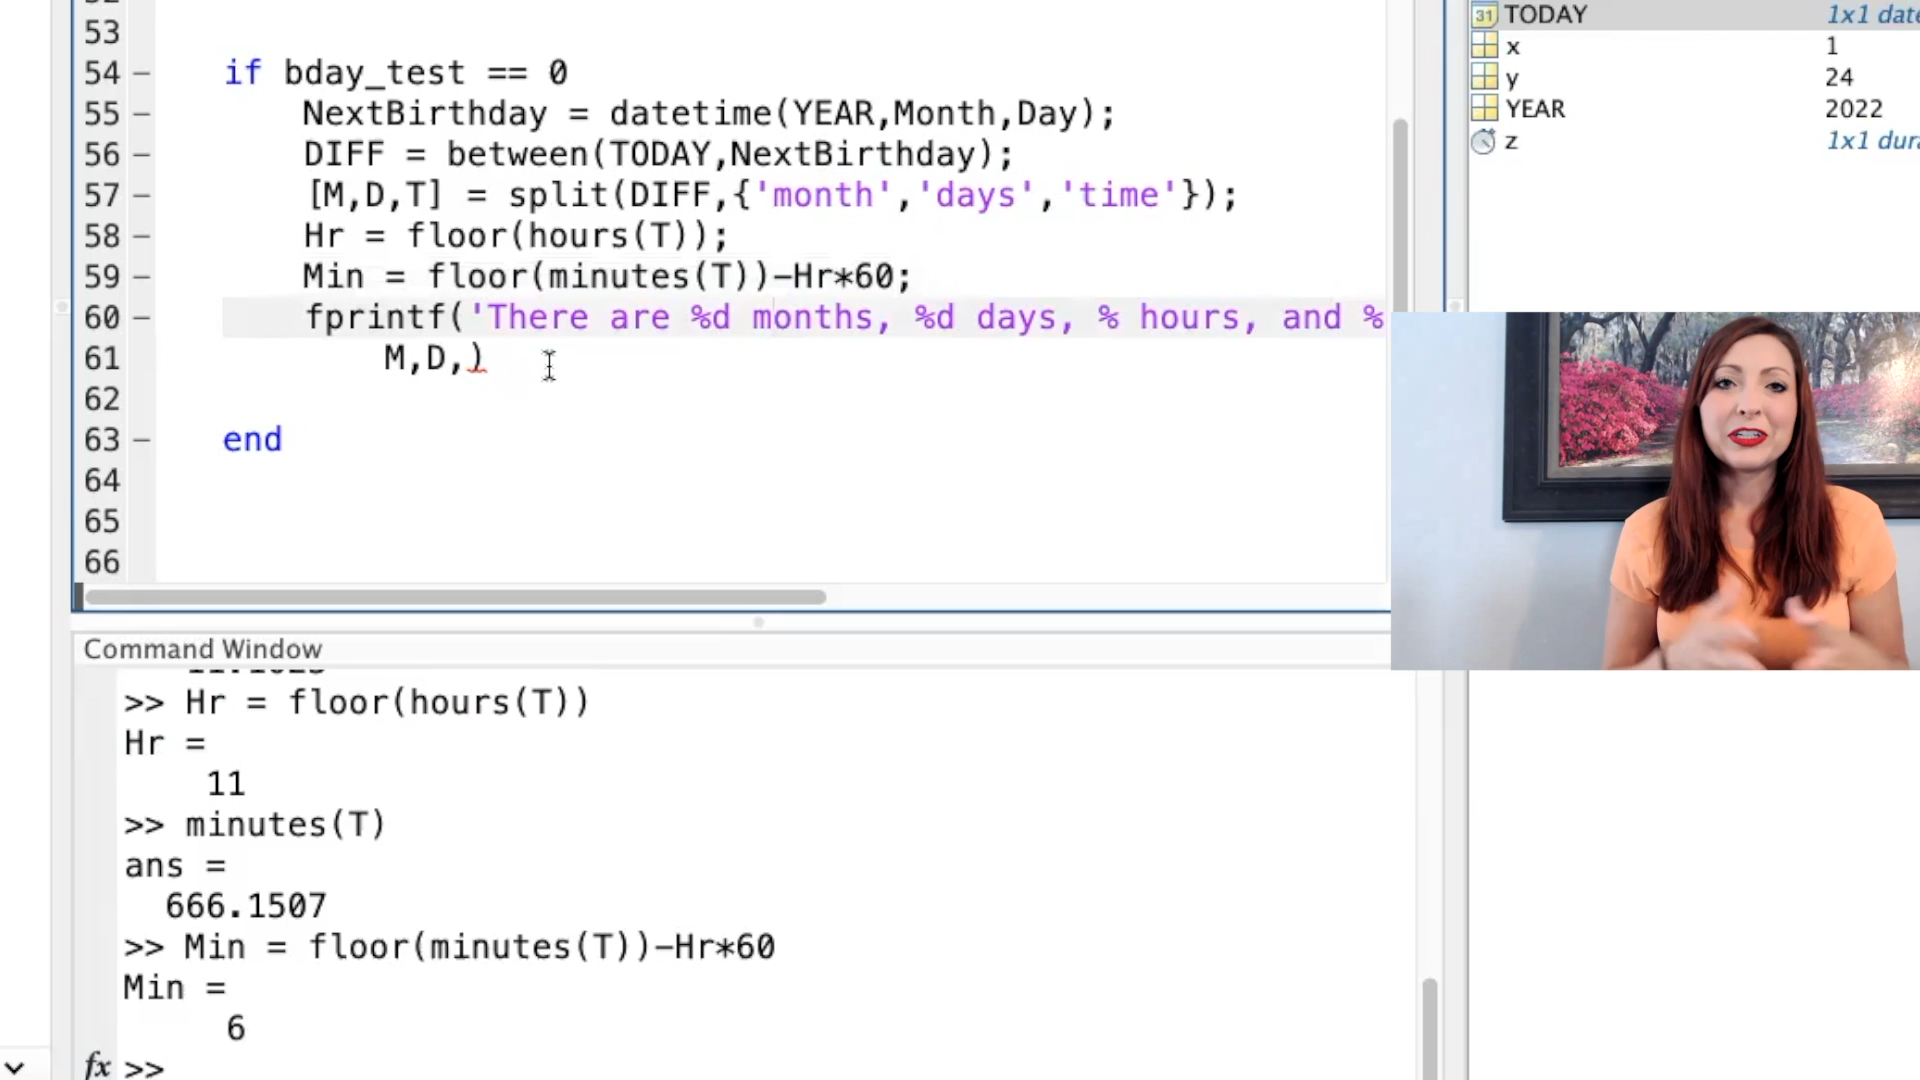 53
54 – if bday_test == 0
55 – NextBirthday = datetime(YEAR,Month,Day);
56 – DIFF = between(TODAY,NextBirthday);
57 – [M,D,T] = split(DIFF,{'month','days','time'});
58 – Hr = floor(hours(T));
59 – Min = floor(minutes(T))-Hr*60;
60 – fprintf('There are %d months, %d days, % hours, and %
61 M,D,)
62
63 – end
64
65
66
Command Window
>> Hr = floor(hours(T))
Hr =
11
>> minutes(T)
ans =
666.1507
>> Min = floor(minutes(T))-Hr*60
Min =
6
fx >>
31 TODAY 1x1
x 1
y 24
YEAR 2022
z 1x1